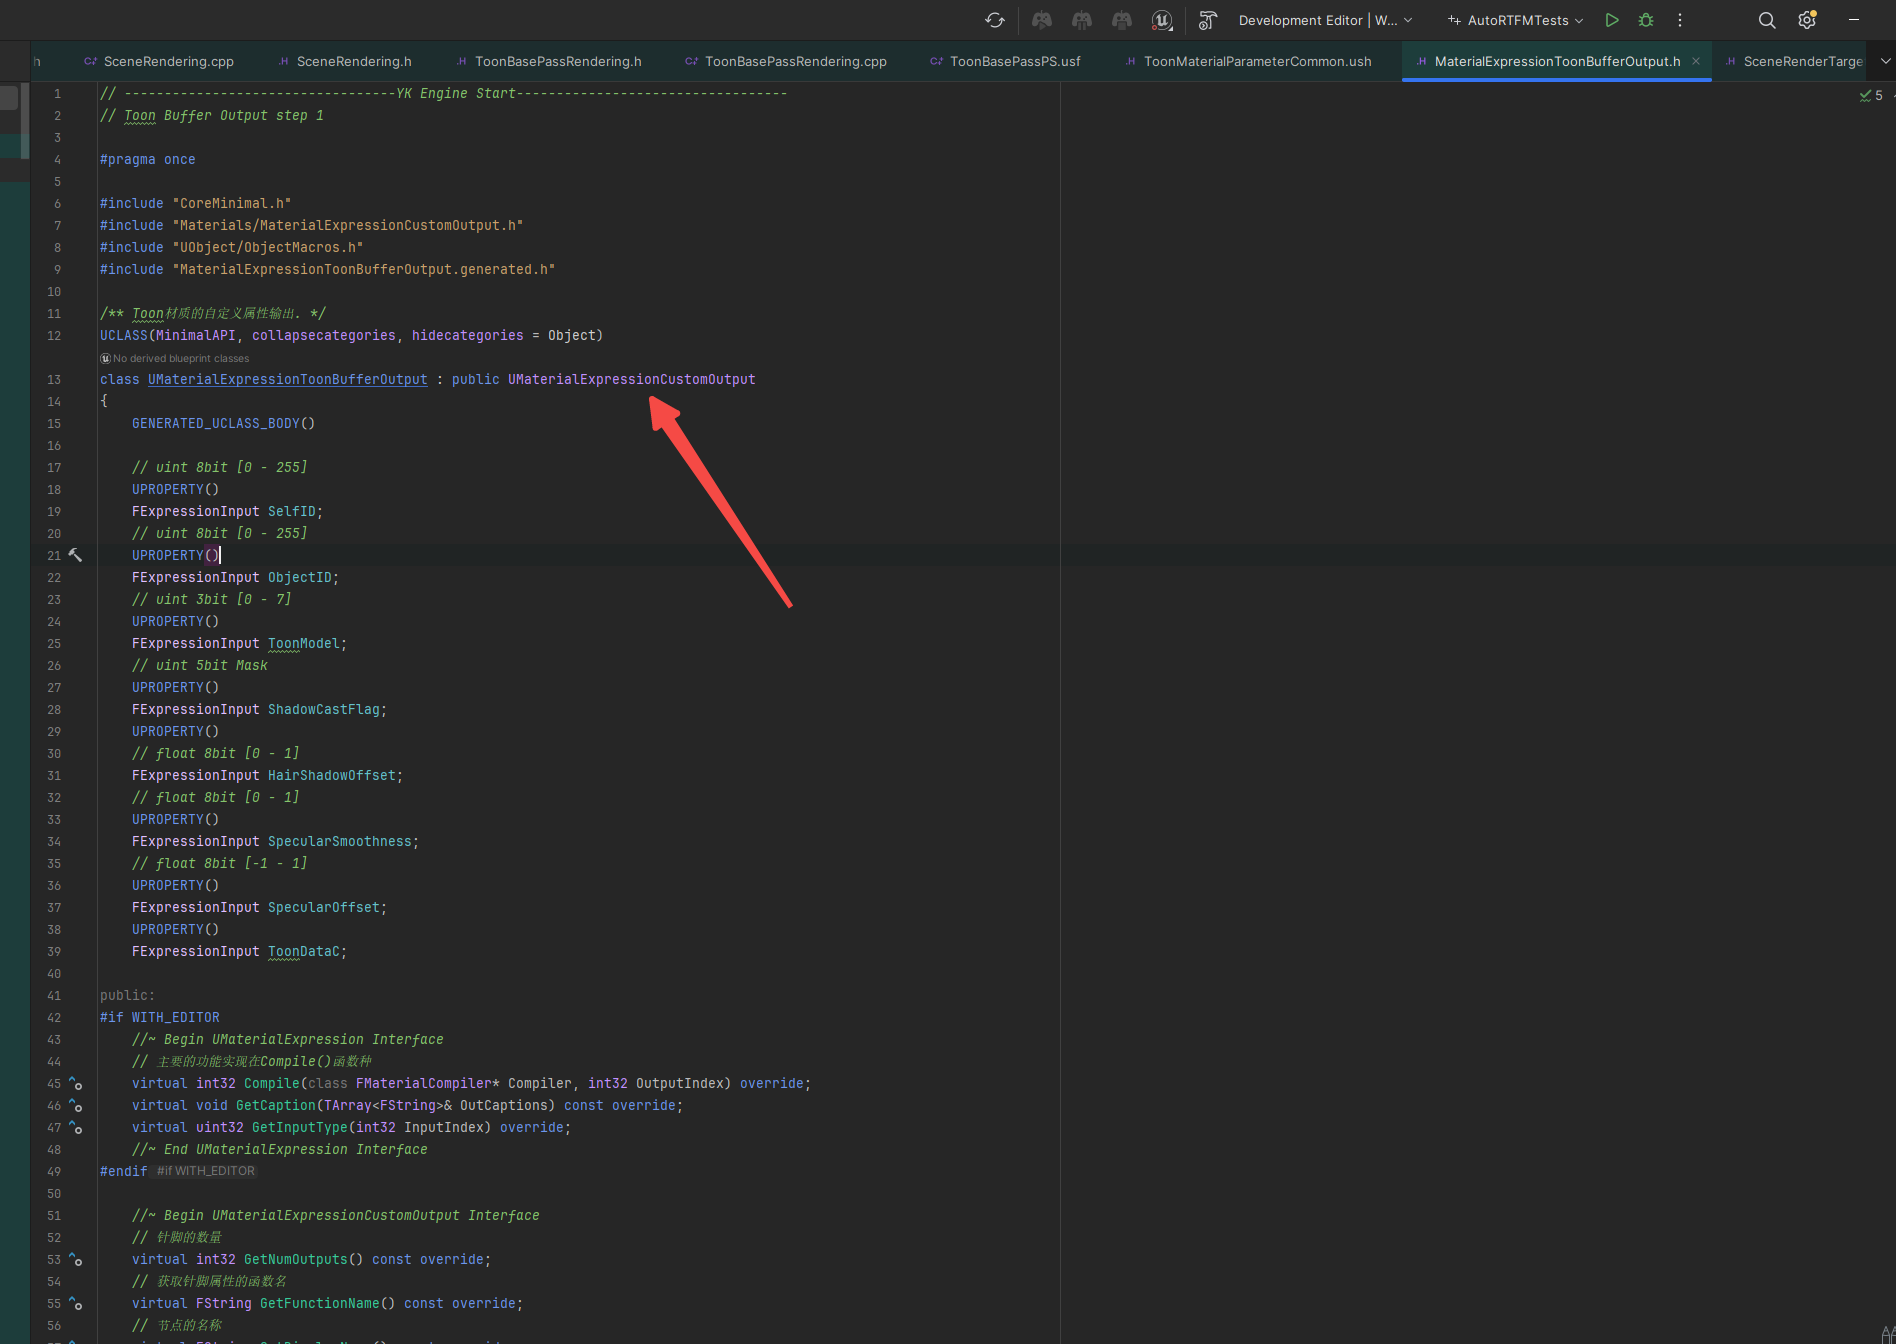 Development Editor | W...
AutoRTFMTests
h
C+ SceneRendering.cpp
.H SceneRendering.h
.H ToonBasePassRendering.h
C+ ToonBasePassRendering.cpp
C+ ToonBasePassPS.usf
.H ToonMaterialParameterCommon.ush
.H MaterialExpressionToonBufferOutput.h
.H SceneRenderTarge
5
1 // ----------------------------------YK Engine Start----------------------------------
2 // Toon Buffer Output step 1
3
4 #pragma once
5
6 #include "CoreMinimal.h"
7 #include "Materials/MaterialExpressionCustomOutput.h"
8 #include "UObject/ObjectMacros.h"
9 #include "MaterialExpressionToonBufferOutput.generated.h"
10
11 /** Toon材质的自定义属性输出. */
12 UCLASS(MinimalAPI, collapsecategories, hidecategories = Object)
No derived blueprint classes
13 class UMaterialExpressionToonBufferOutput : public UMaterialExpressionCustomOutput
14 {
15 GENERATED_UCLASS_BODY()
16
17 // uint 8bit [0 - 255]
18 UPROPERTY()
19 FExpressionInput SelfID;
20 // uint 8bit [0 - 255]
21 UPROPERTY()
22 FExpressionInput ObjectID;
23 // uint 3bit [0 - 7]
24 UPROPERTY()
25 FExpressionInput ToonModel;
26 // uint 5bit Mask
27 UPROPERTY()
28 FExpressionInput ShadowCastFlag;
29 UPROPERTY()
30 // float 8bit [0 - 1]
31 FExpressionInput HairShadowOffset;
32 // float 8bit [0 - 1]
33 UPROPERTY()
34 FExpressionInput SpecularSmoothness;
35 // float 8bit [-1 - 1]
36 UPROPERTY()
37 FExpressionInput SpecularOffset;
38 UPROPERTY()
39 FExpressionInput ToonDataC;
40
41 public:
42 #if WITH_EDITOR
43 //~ Begin UMaterialExpression Interface
44 // 主要的功能实现在Compile()函数种
45 virtual int32 Compile(class FMaterialCompiler* Compiler, int32 OutputIndex) override;
46 virtual void GetCaption(TArray<FString>& OutCaptions) const override;
47 virtual uint32 GetInputType(int32 InputIndex) override;
48 //~ End UMaterialExpression Interface
49 #endif #if WITH_EDITOR
50
51 //~ Begin UMaterialExpressionCustomOutput Interface
52 // 针脚的数量
53 virtual int32 GetNumOutputs() const override;
54 // 获取针脚属性的函数名
55 virtual FString GetFunctionName() const override;
56 // 节点的名称